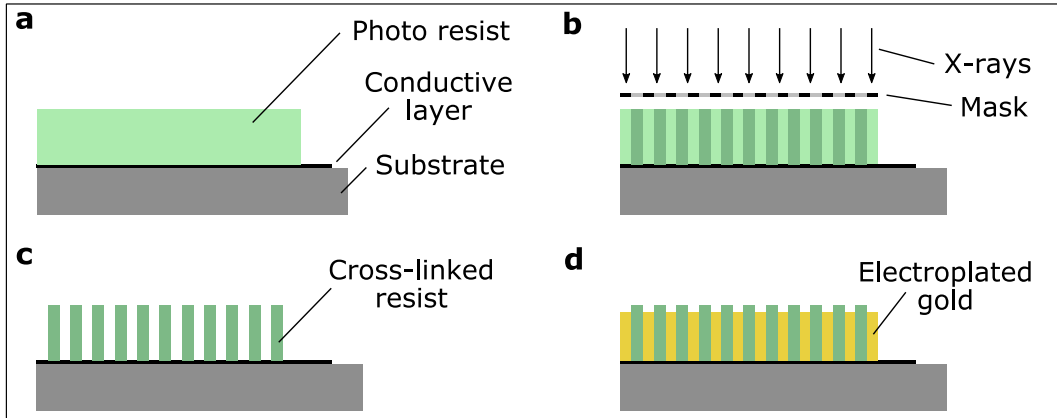 a
Photo resist
Conductive
layer
Substrate
b
X-rays
Mask
c
Cross-linked
resist
d
Electroplated
gold